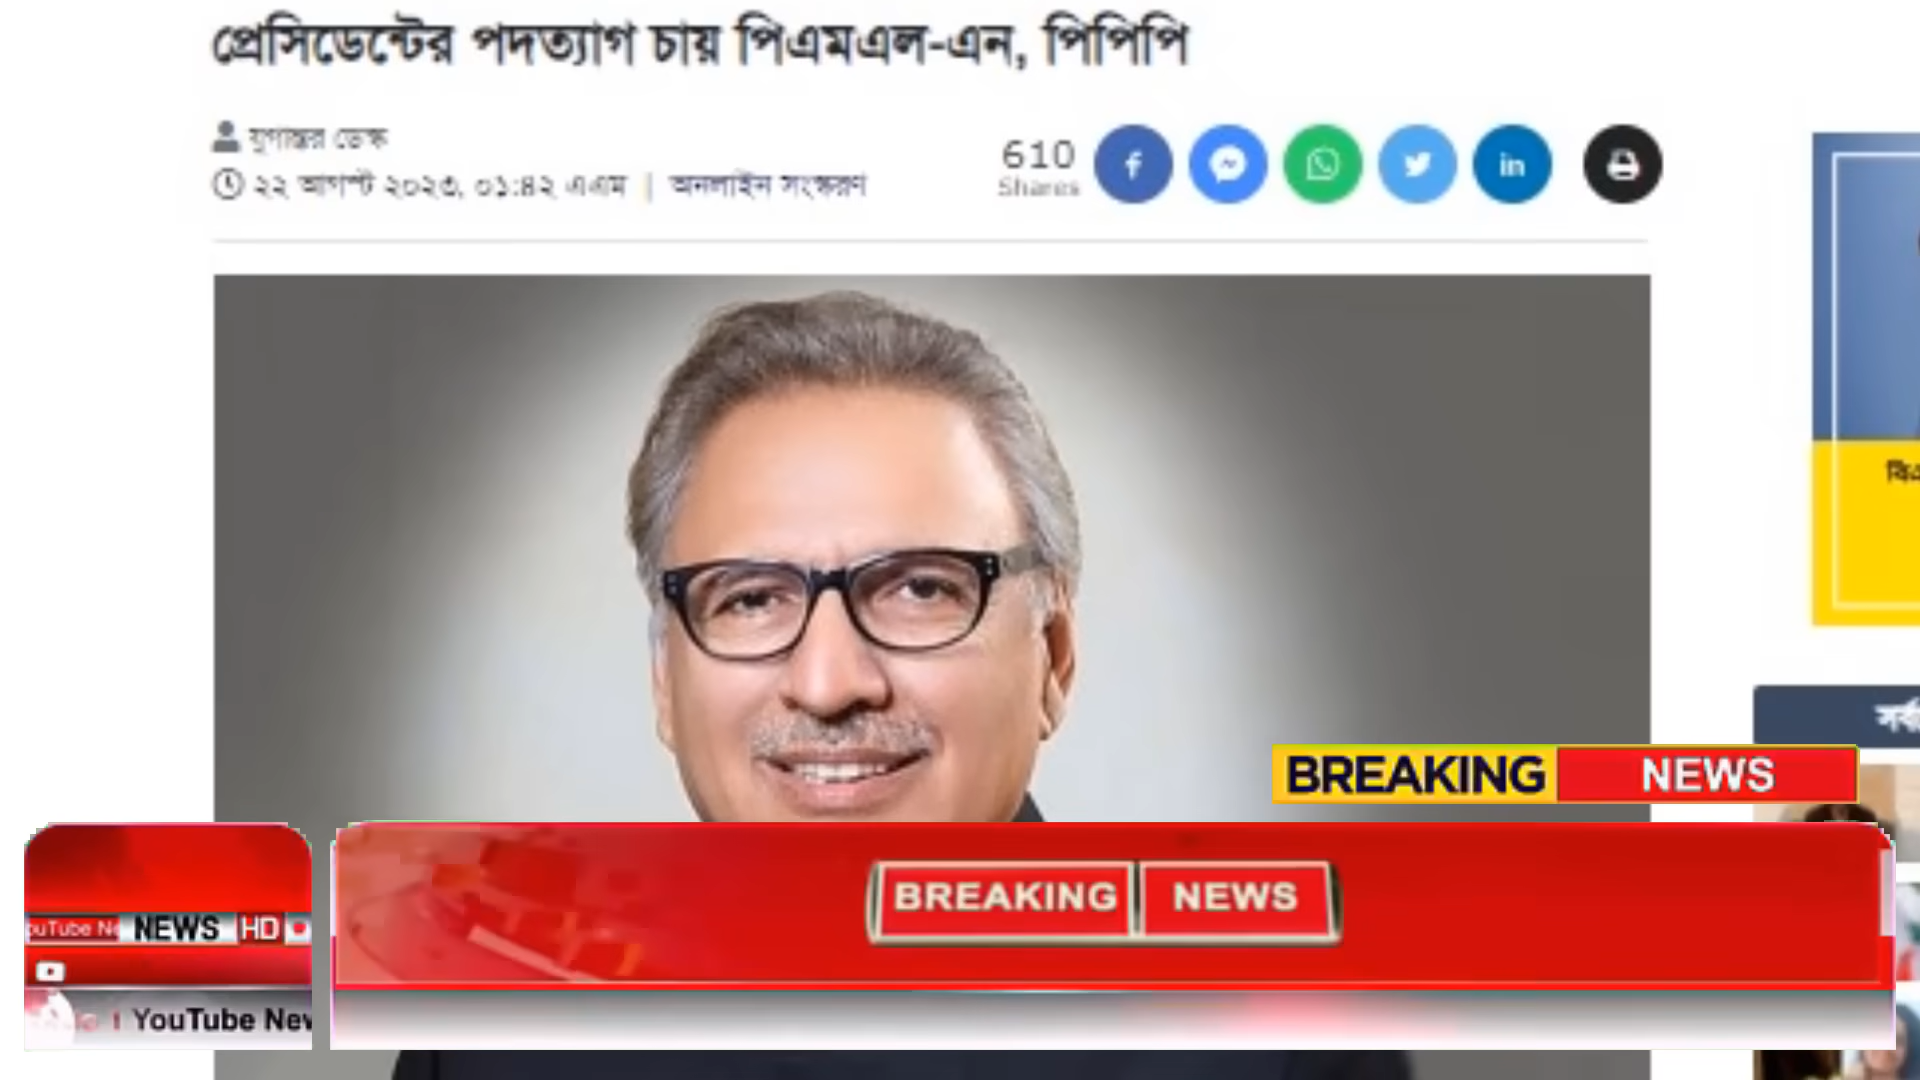 প্রেসিডেন্টের পদত্যাগ চায় পিএমএল-এন, পিপিপি
যুগান্তর ডেস্ক
২২ আগস্ট ২০২৩, ০১:৪২ এএম | অনলাইন সংস্করণ
610
Shares
BREAKING NEWS
BREAKING NEWS
NEWS HD
YouTube New